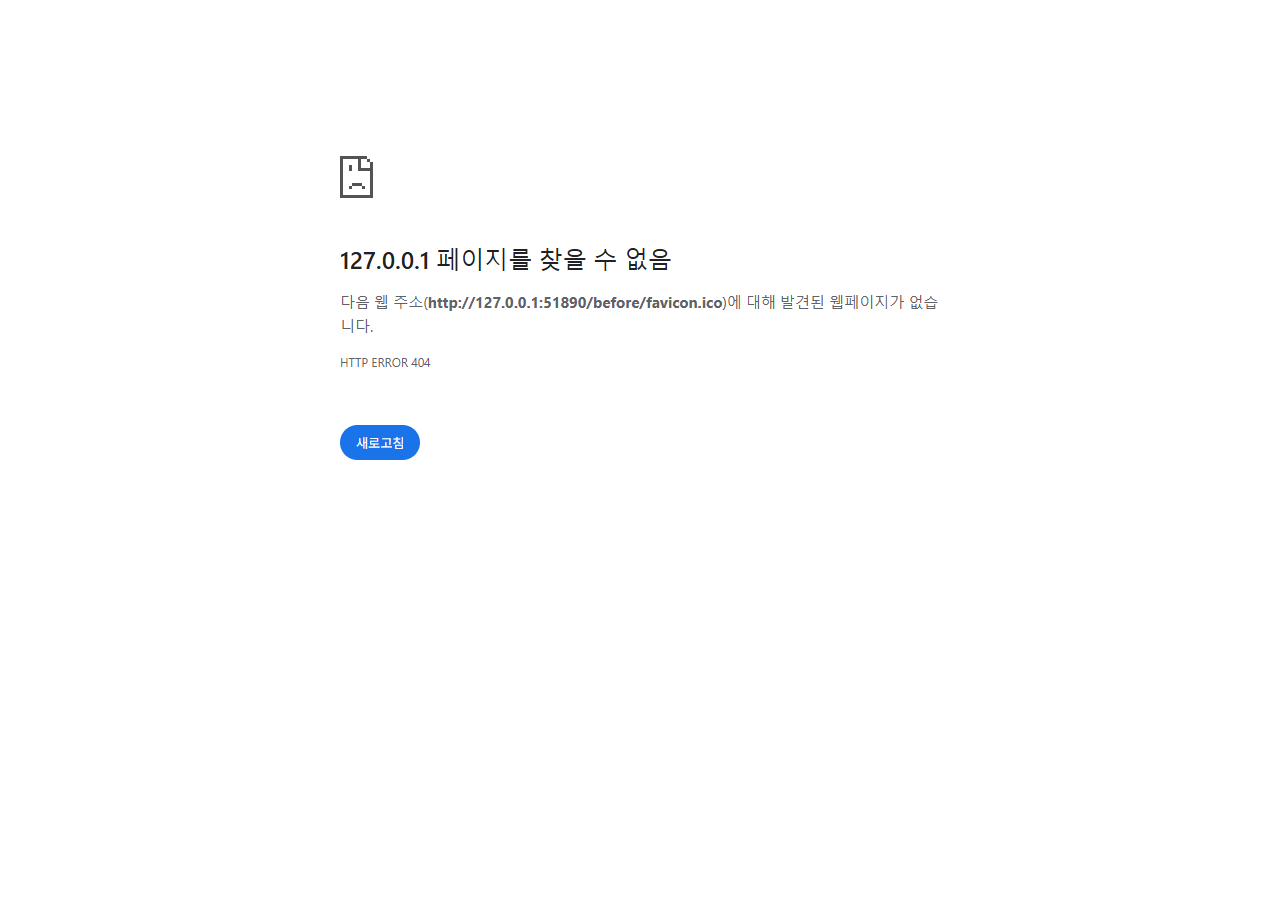 127.0.0.1 페이지를 찾을 수 없음
다음 웹 주소(http://127.0.0.1:51890/before/favicon.ico)에 대해 발견된 웹페이지가 없습
니다.
HTTP ERROR 404
새로고침